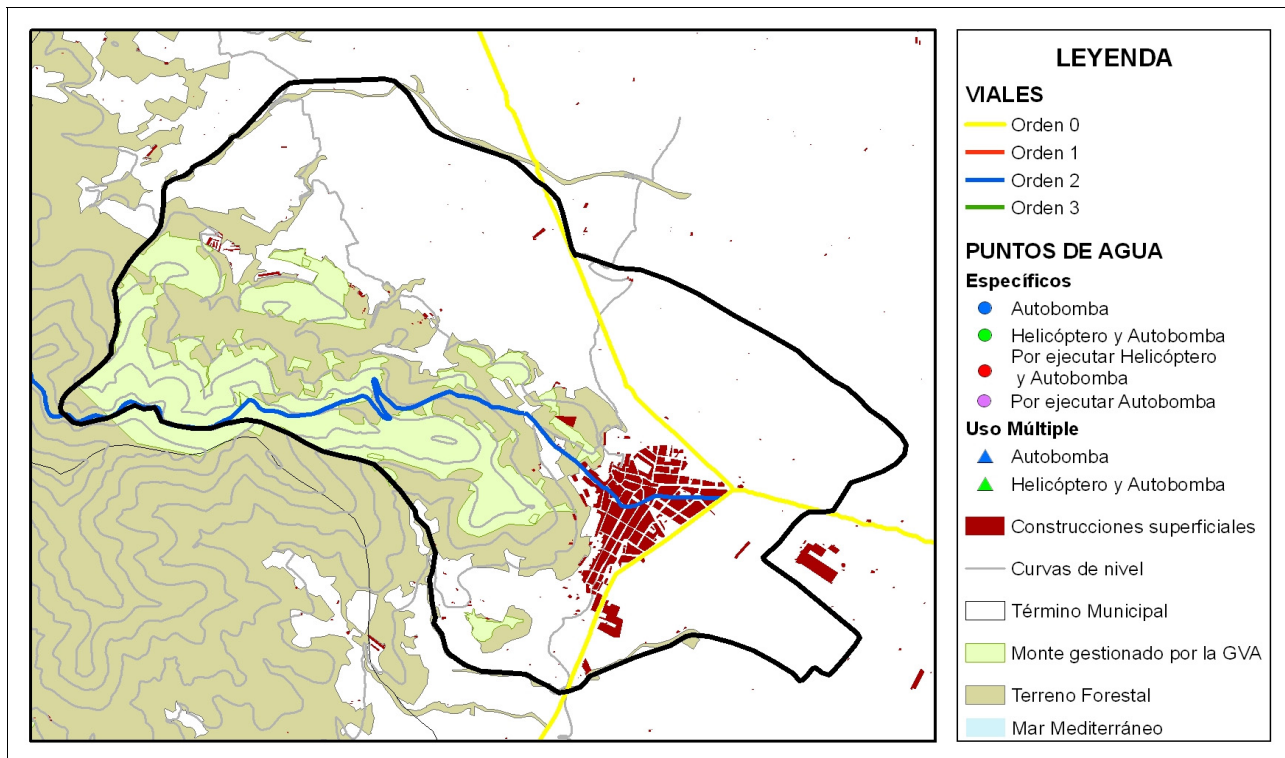 LEYENDA
VIALES
Orden 0
Orden 1
Orden 2
Orden 3
PUNTOS DE AGUA
Específicos
Autobomba
Helicóptero y Autobomba
Por ejecutar Helicóptero
y Autobomba
Por ejecutar Autobomba
Uso Múltiple
Autobomba
Helicóptero y Autobomba
Construcciones superficiales
Curvas de nivel
Término Municipal
Monte gestionado por la GVA
Terreno Forestal
Mar Mediterráneo